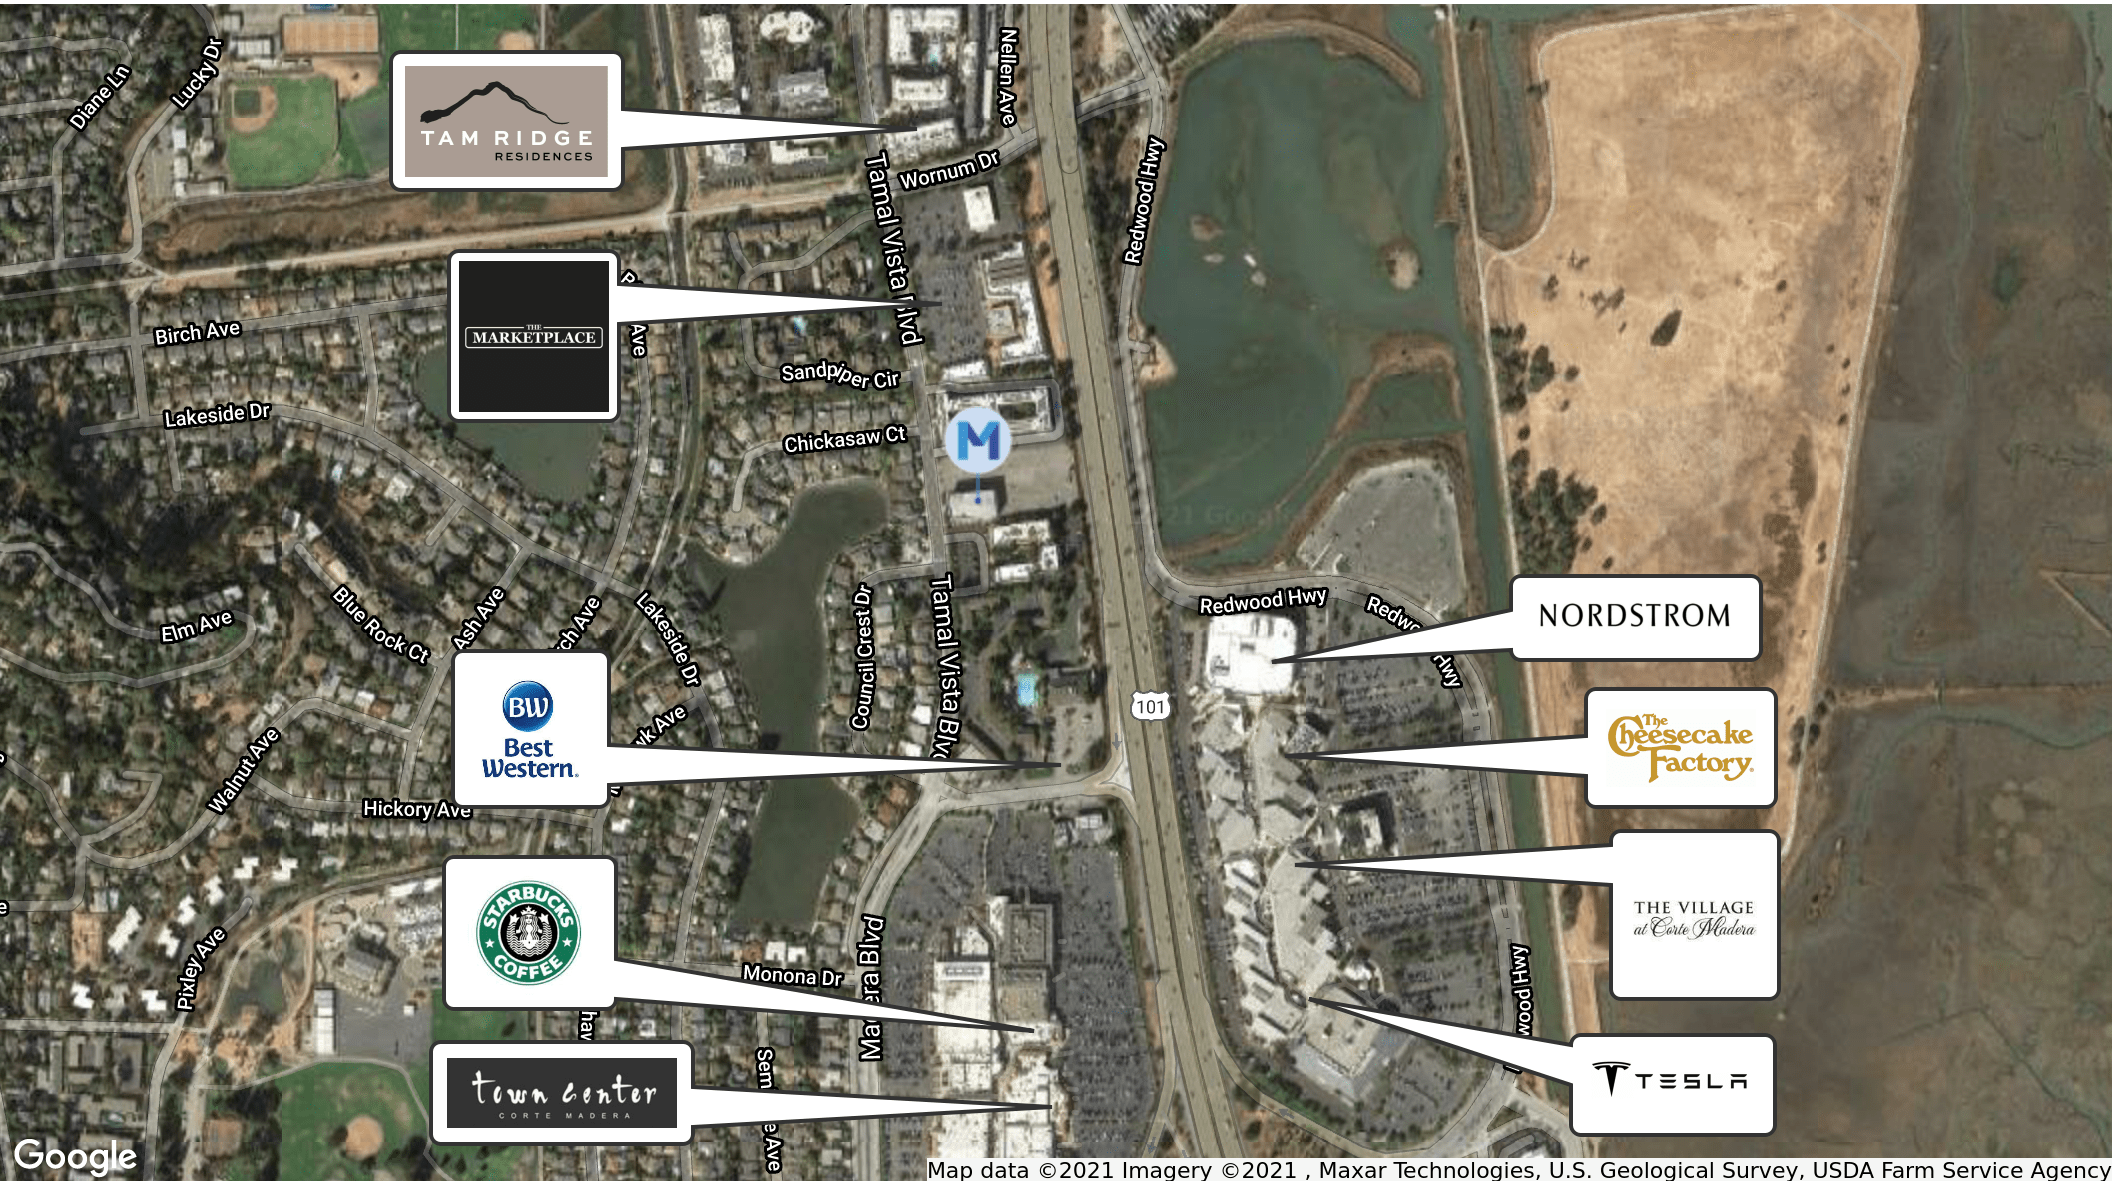 Nellen Ave
Lucky Dr
Diane Ln
TAM RIDGE
RESIDENCES
Wornum Dr
Tamal Vista Blvd
Redwood Hwy
THE
MARKETPLACE
Ave
Birch Ave
Sandpiper Cir
Lakeside Dr
Chickasaw Ct
M
Redwood Hwy
NORDSTROM
Elm Ave
Blue Rock Ct
Ash Ave
Lakeside Dr
Council Crest Dr
Tamal Vista Blvd
Hwy
BW
Best
Western
101
The
Cheesecake
Factory
Walnut Ave
Hickory Ave
THE VILLAGE
at Corte Madera
STARBUCKS
COFFEE
Pixley Ave
Monona Dr
Madera Blvd
town center
CORTE MADERA
TESLA
Google
Map data ©2021 Imagery ©2021 , Maxar Technologies, U.S. Geological Survey, USDA Farm Service Agency